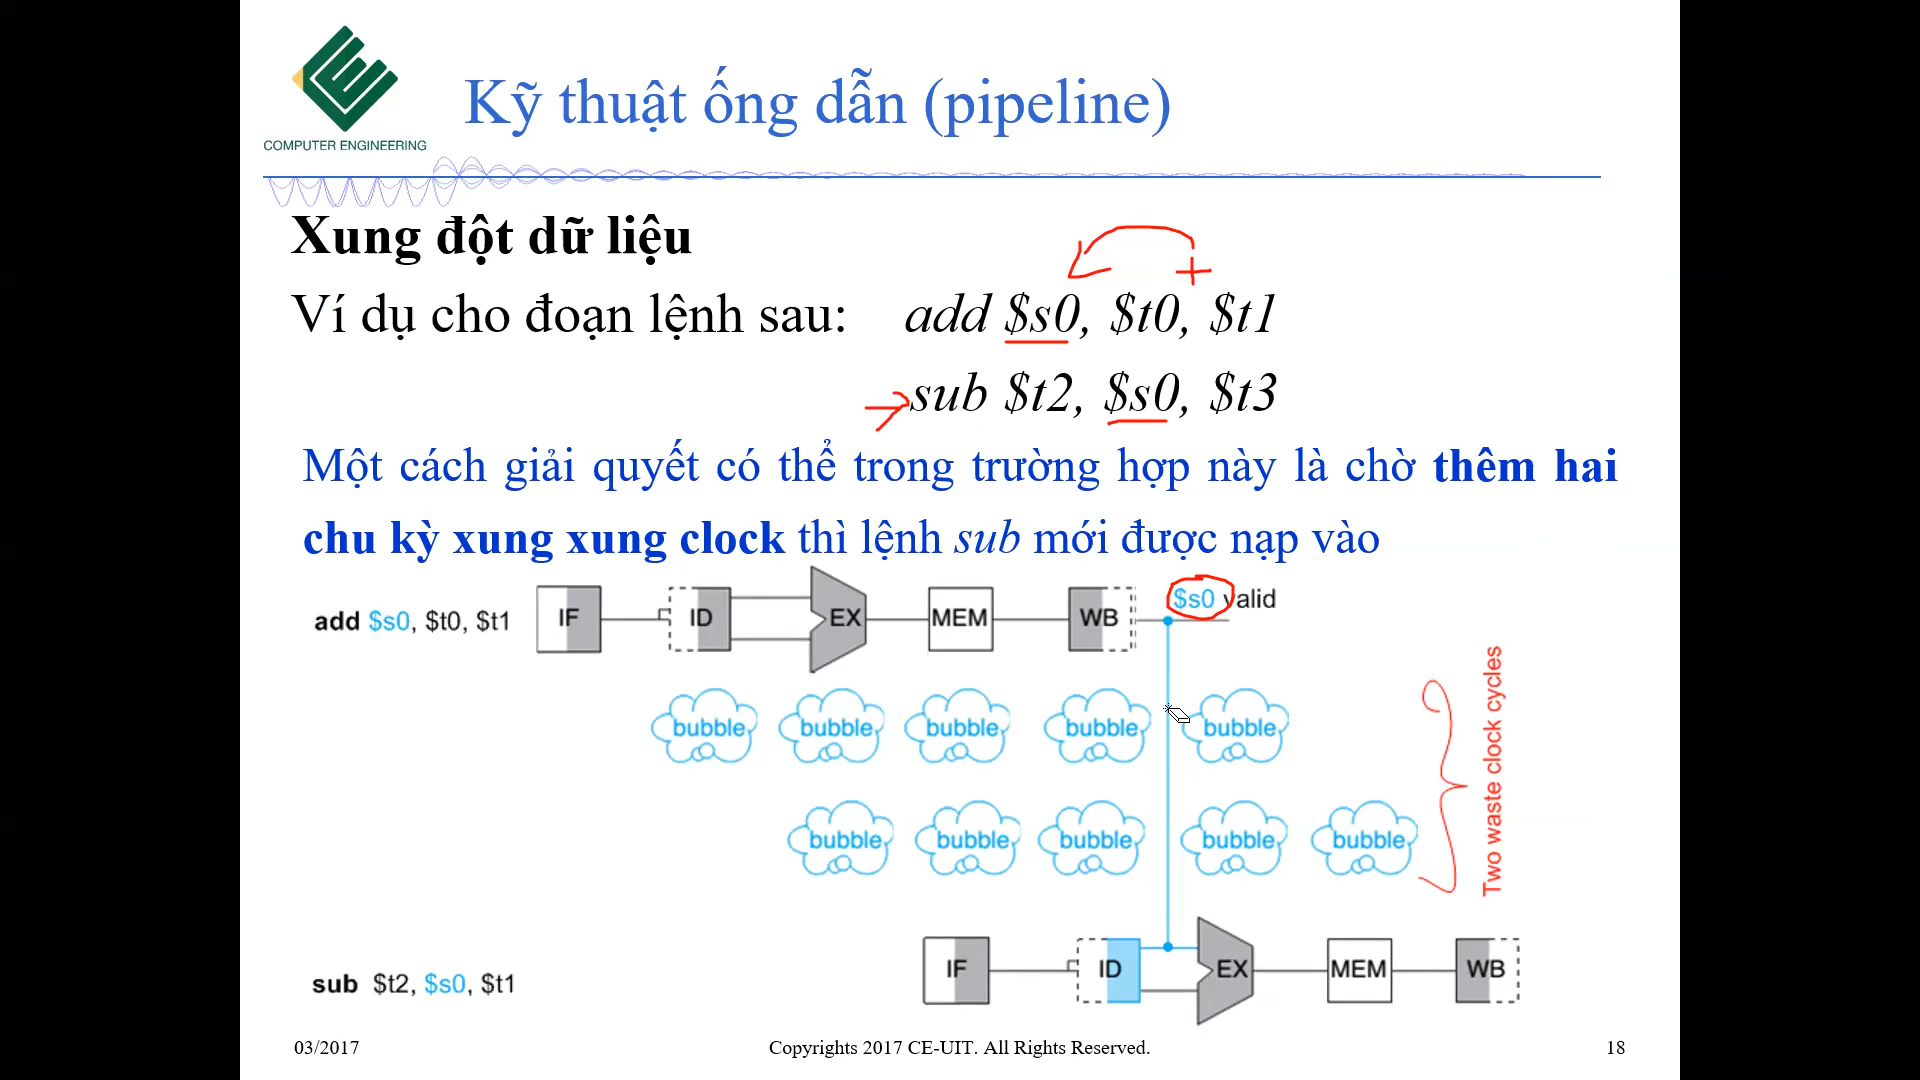 COMPUTER ENGINEERING
Kỹ thuật ống dẫn (pipeline)
Xung đột dữ liệu
Ví dụ cho đoạn lệnh sau: add $s0, $t0, $t1
sub $t2, $s0, $t3
Một cách giải quyết có thể trong trường hợp này là chờ thêm hai
chu kỳ xung xung clock thì lệnh sub mới được nạp vào
add $s0, $t0, $t1 IF ID EX MEM WB $s0 valid
bubble bubble bubble bubble bubble
bubble bubble bubble bubble bubble
Two waste clock cycles
sub $t2, $s0, $t1 IF ID EX MEM WB
03/2017 Copyrights 2017 CE-UIT. All Rights Reserved. 18